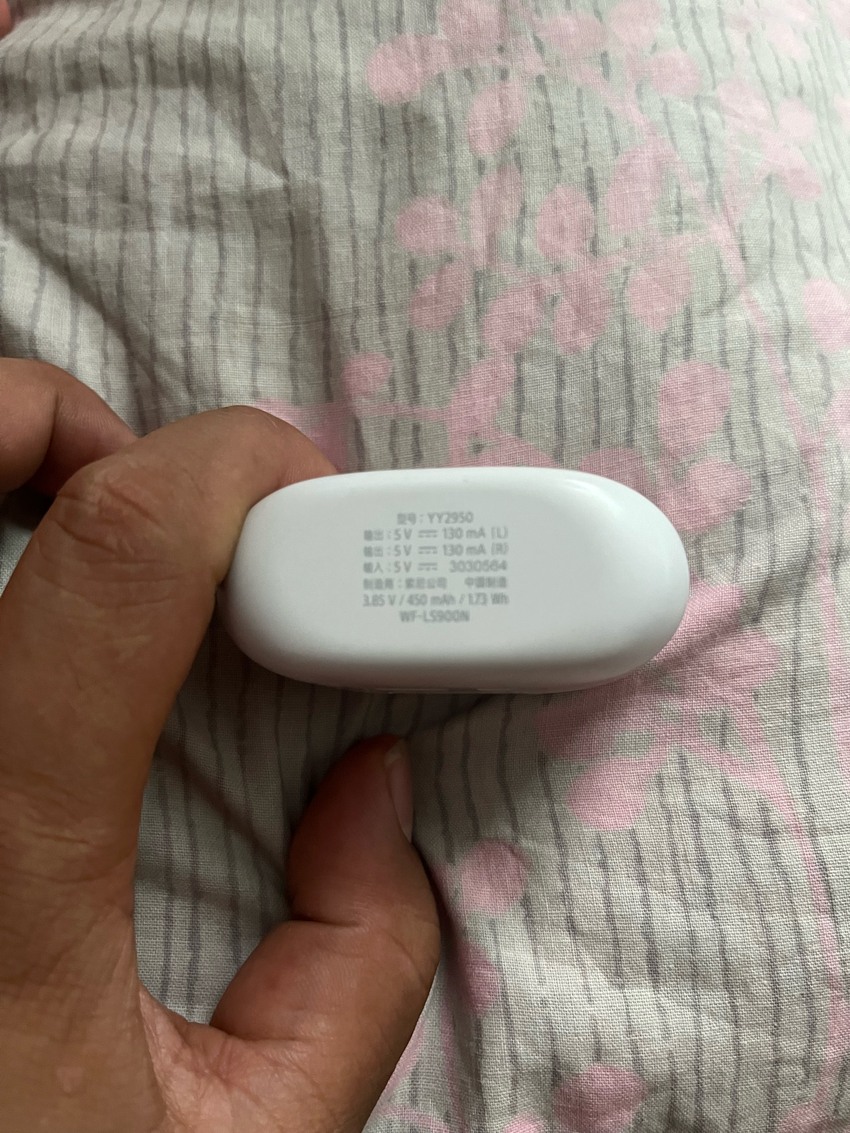 型号：YY2950
输出：5 V ⎓ 130 mA (L)
输出：5 V ⎓ 130 mA (R)
输入：5 V ⎓ 3030564
制造商：索尼公司 中国制造
3.85 V / 450 mAh / 1.73 Wh
WF-LS900N